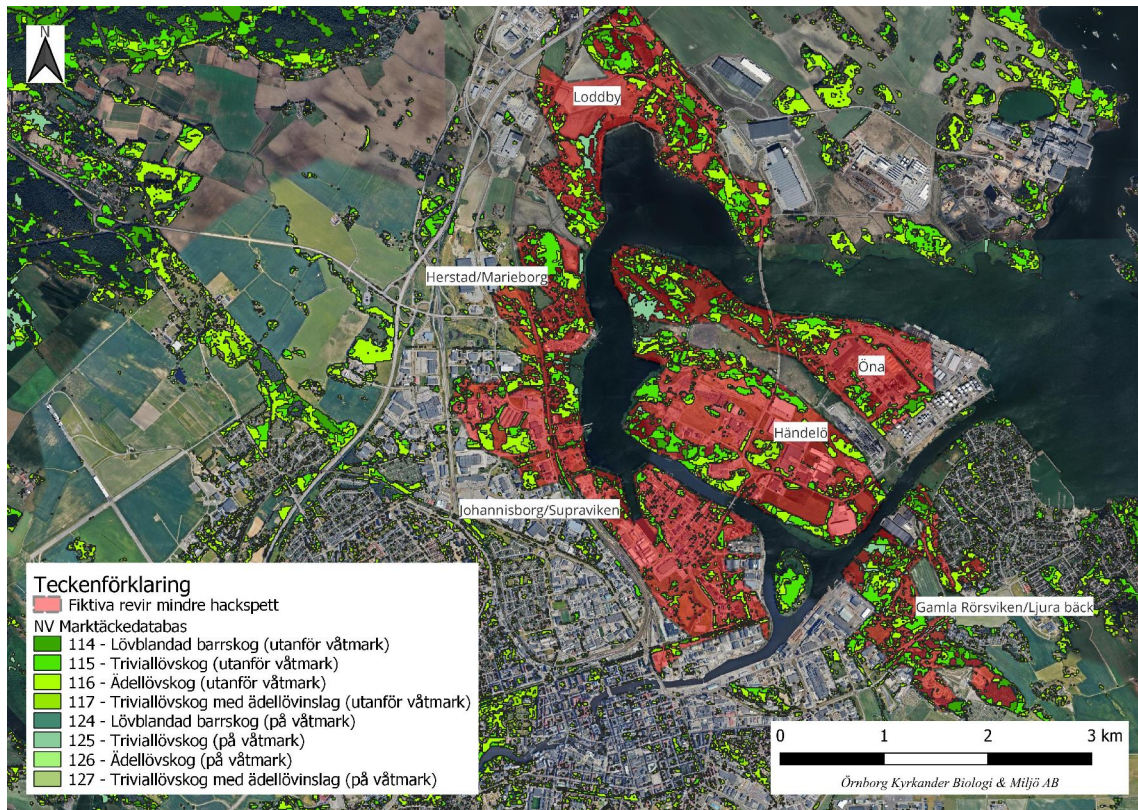 N
Loddby
Herstad/Marieborg
Öna
Händelö
Johannisborg/Supraviken
Gamla Rörsviken/Ljura bäck
Teckenförklaring
Fiktiva revir mindre hackspett
NV Marktäckedatabas
114 - Lövblandad barrskog (utanför våtmark)
115 - Triviallövskog (utanför våtmark)
116 - Ädellövskog (utanför våtmark)
117 - Triviallövskog med ädellövinslag (utanför våtmark)
124 - Lövblandad barrskog (på våtmark)
125 - Triviallövskog (på våtmark)
126 - Ädellövskog (på våtmark)
127 - Triviallövskog med ädellövinslag (på våtmark)
0 1 2 3 km
Örnborg Kyrkander Biologi & Miljö AB